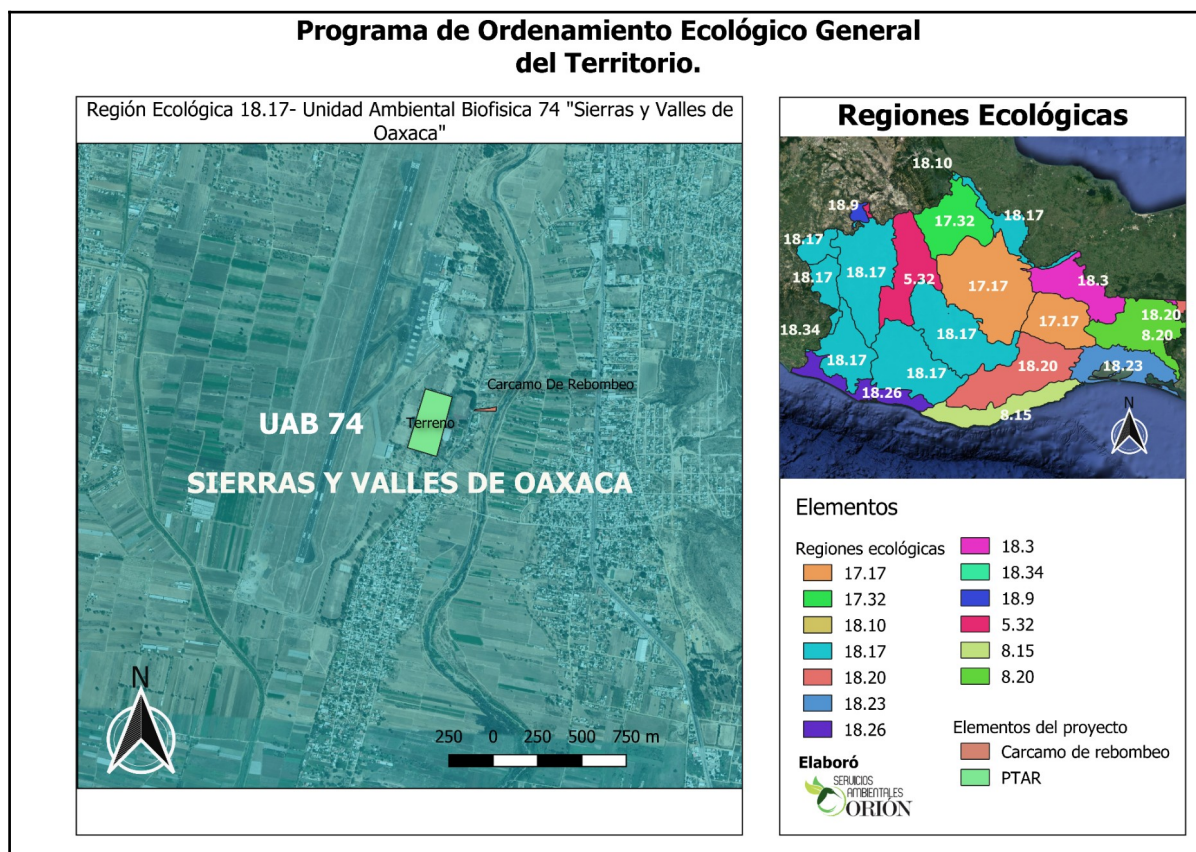 Programa de Ordenamiento Ecológico General
del Territorio.
Región Ecológica 18.17- Unidad Ambiental Biofisica 74 "Sierras y Valles de
Oaxaca"
Carcamo De Rebombeo
Terreno
UAB 74
SIERRAS Y VALLES DE OAXACA
N
250 0 250 500 750 m
Regiones Ecológicas
18.10
18.9
17.32
18.17
18.17
18.17
5.32
18.17
17.17
18.3
18.20
8.20
18.34
17.17
18.17
18.17
18.17
18.20
18.23
18.26
8.15
N
Elementos
Regiones ecológicas
17.17
17.32
18.10
18.17
18.20
18.23
18.26
18.3
18.34
18.9
5.32
8.15
8.20
Elementos del proyecto
Carcamo de rebombeo
PTAR
Elaboró
SERVICIOS
AMBIENTALES
ORIÓN